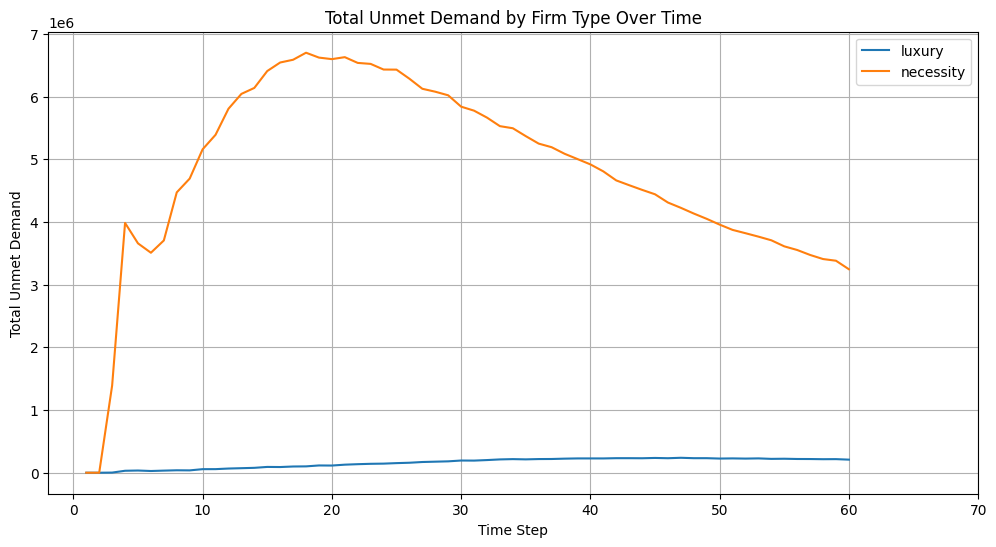 Total Unmet Demand by Firm Type Over Time
1e6
luxury
necessity
7
6
5
4
3
2
1
0
Total Unmet Demand
0 10 20 30 40 50 60 70
Time Step